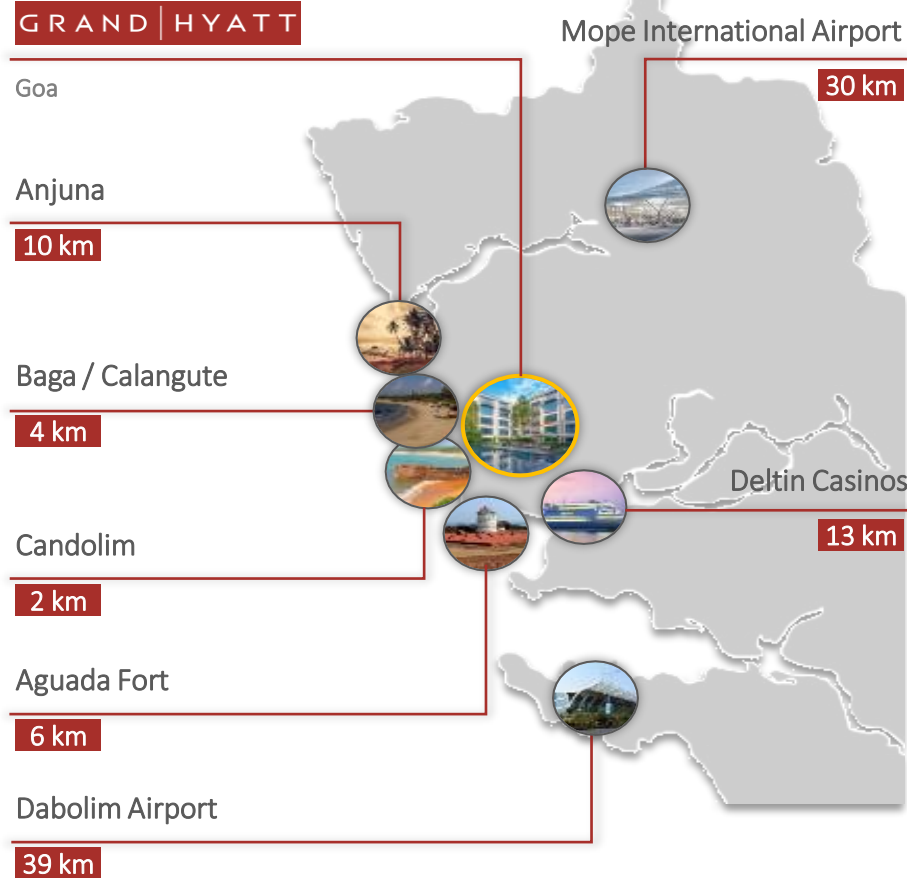 GRAND | HYATT
Goa
Mope International Airport
30 km
Anjuna
10 km
Baga / Calangute
4 km
Deltin Casinos
13 km
Candolim
2 km
Aguada Fort
6 km
Dabolim Airport
39 km